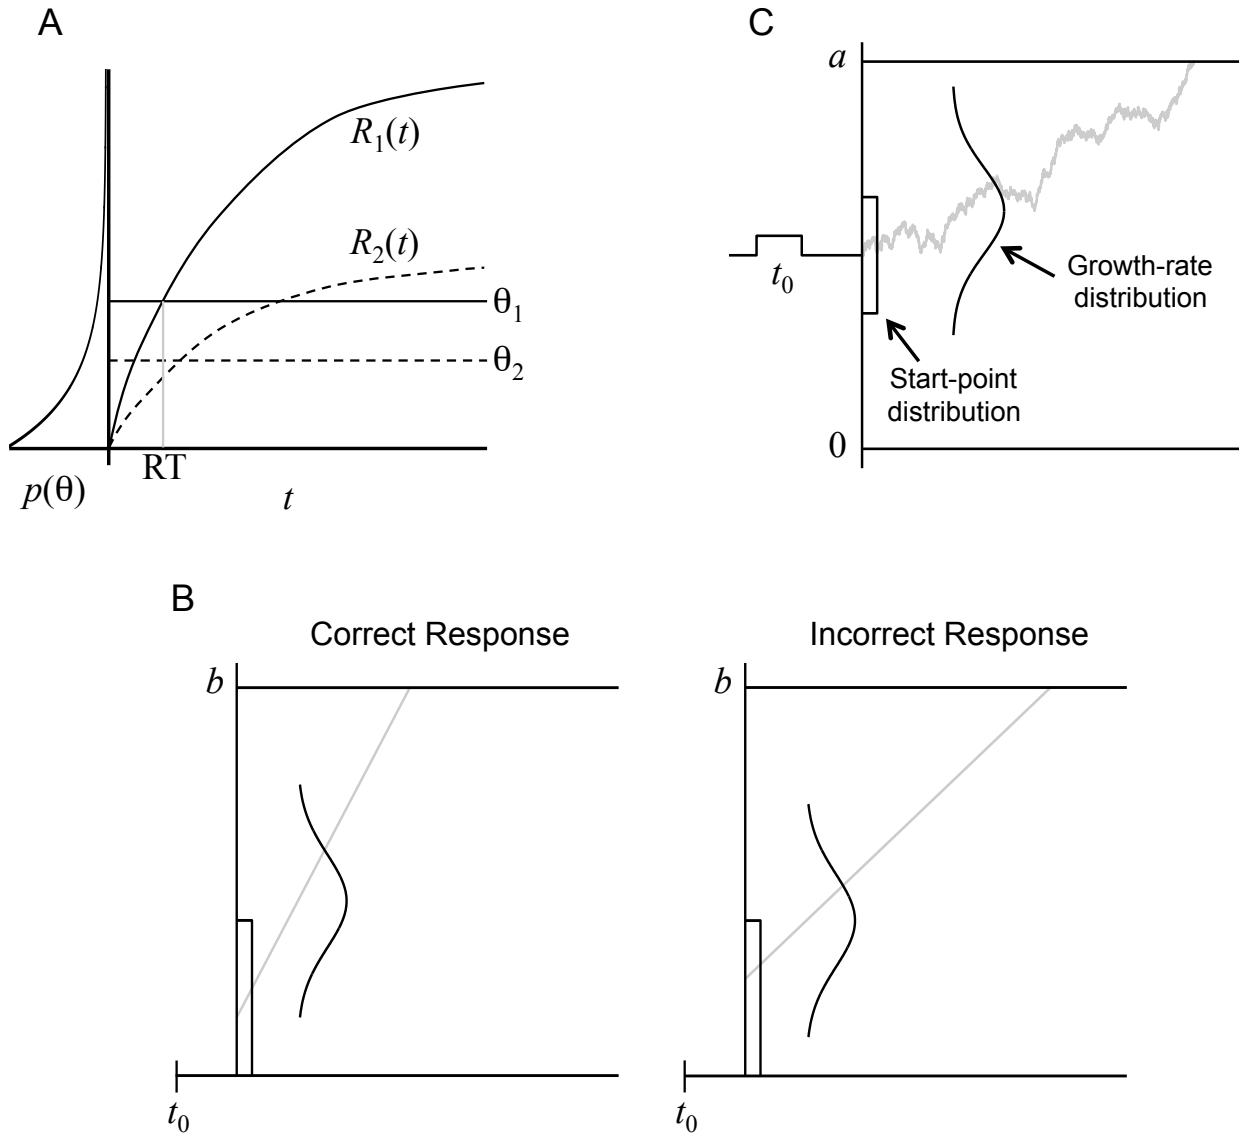 A
R₁(t)
R₂(t)
θ₁
θ₂
RT
p(θ)
t
C
a
t₀
Growth-rate
distribution
Start-point
distribution
0
B
Correct Response
b
t₀
Incorrect Response
b
t₀